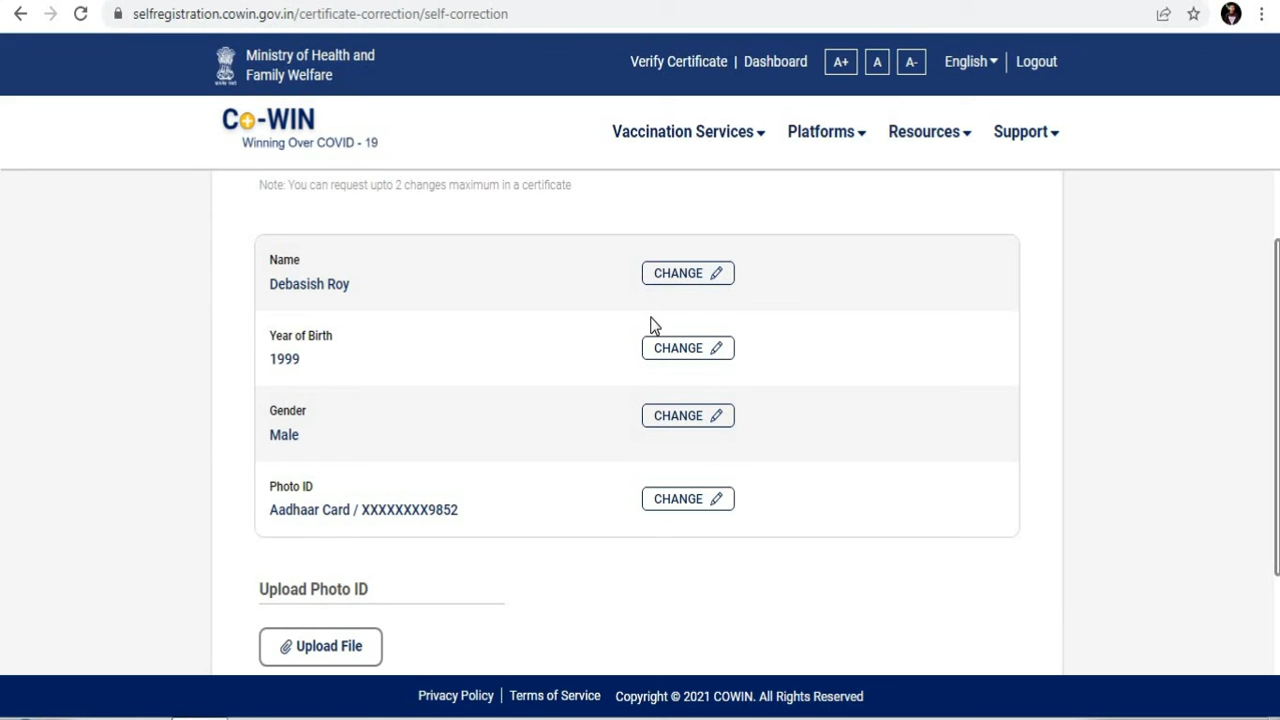 selfregistration.cowin.gov.in/certificate-correction/self-correction
Ministry of Health and
Family Welfare
Verify Certificate | Dashboard A+ A A- English | Logout
Co-WIN
Winning Over COVID - 19
Vaccination Services Platforms Resources Support
Note: You can request upto 2 changes maximum in a certificate
Name
Debasish Roy
CHANGE
Year of Birth
1999
CHANGE
Gender
Male
CHANGE
Photo ID
Aadhaar Card / XXXXXXXX9852
CHANGE
Upload Photo ID
Upload File
Privacy Policy | Terms of Service Copyright © 2021 COWIN. All Rights Reserved